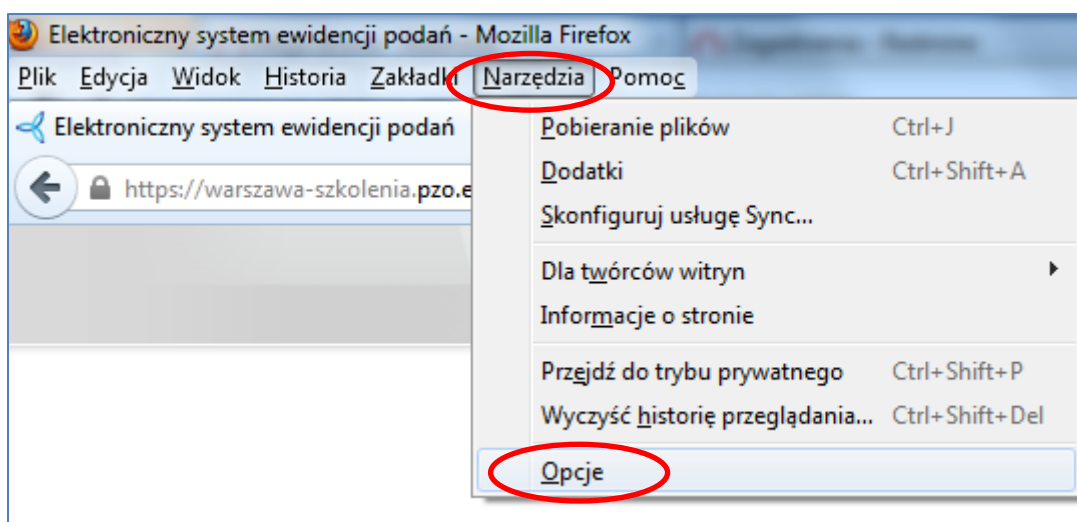 Elektroniczny system ewidencji podań - Mozilla Firefox
Plik Edycja Widok Historia Zakładki Narzędzia Pomoc
Elektroniczny system ewidencji podań
https://warszawa-szkolenia.pzo.e
Pobieranie plików Ctrl+J
Dodatki Ctrl+Shift+A
Skonfiguruj usługę Sync...
Dla twórców witryn
Informacje o stronie
Przejdź do trybu prywatnego Ctrl+Shift+P
Wyczyść historię przeglądania... Ctrl+Shift+Del
Opcje